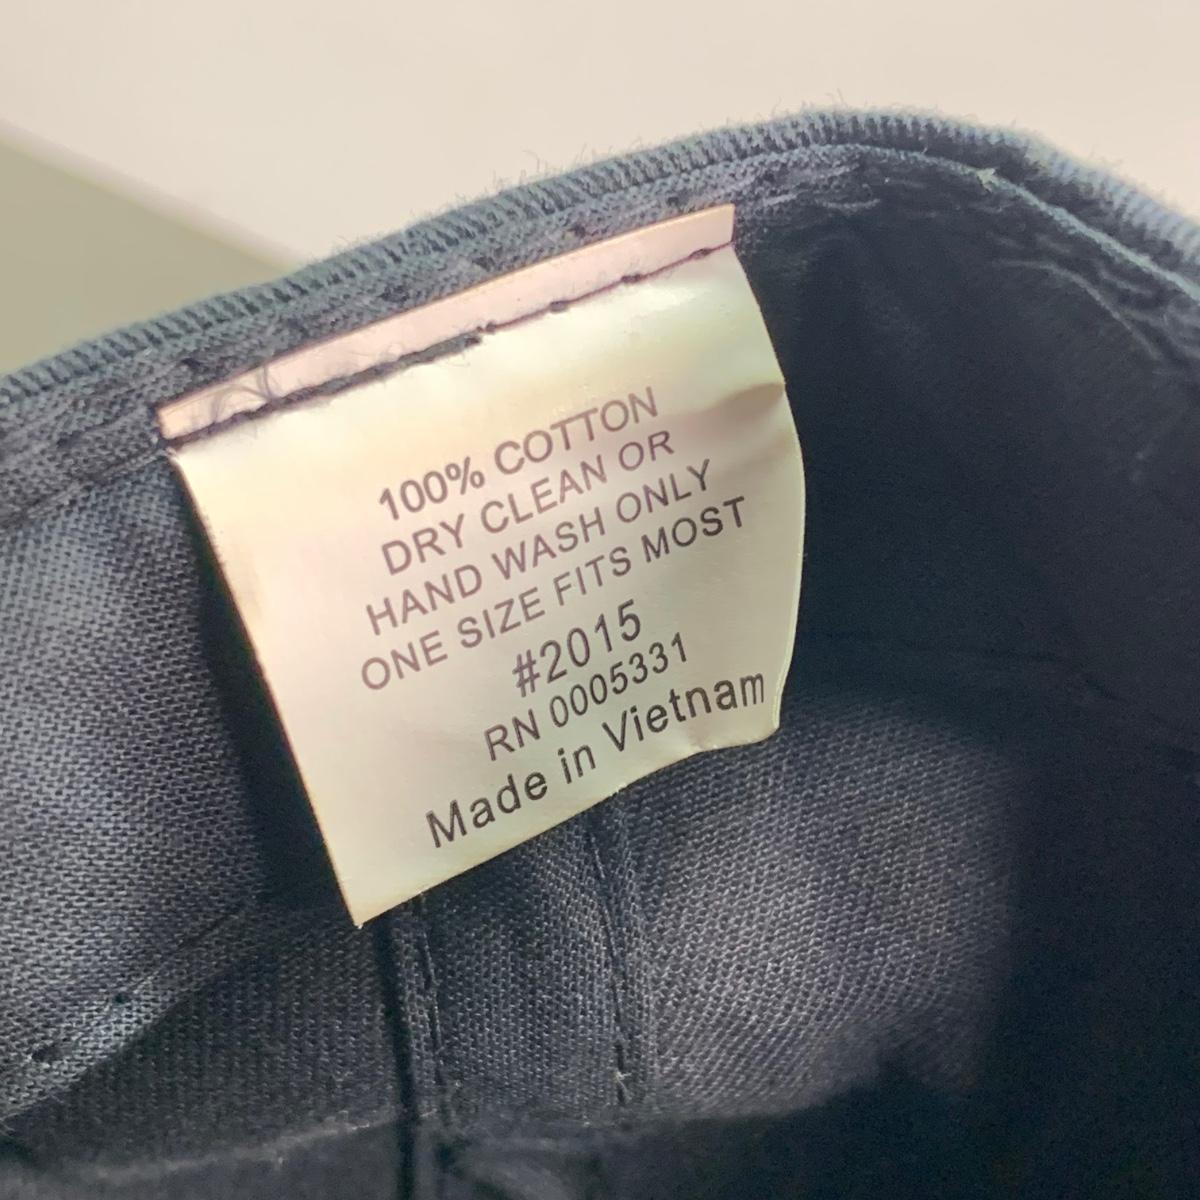 100% COTTON
DRY CLEAN OR
HAND WASH ONLY
ONE SIZE FITS MOST
#2015
RN 0005331
Made in Vietnam